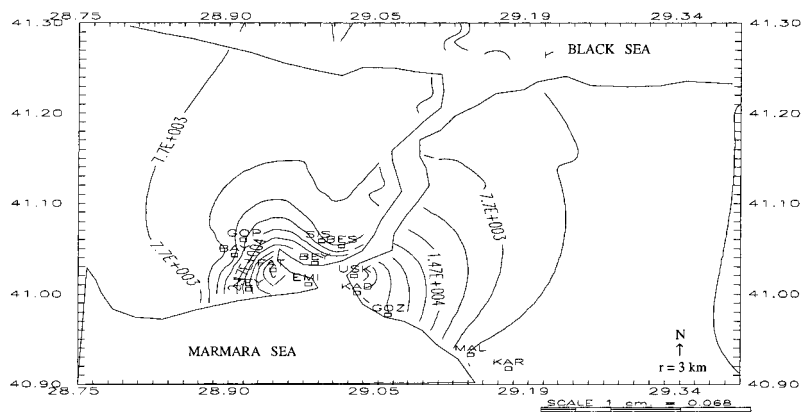 28.75 28.90 29.05 29.19 29.34
41.30 41.30
BLACK SEA
41.20 41.20
7.7E+003
7.7E+003
41.10 41.10
GOP SIS BES
7.7E+003
BEY
FAT
EMI USK
41.00 41.00
KAD
1.47E+004
GOZ
MARMARA SEA
MAL
KAR
N
r = 3 km
40.90 40.90
28.75 28.90 29.05 29.19 29.34
SCALE 1 cm = 0.068